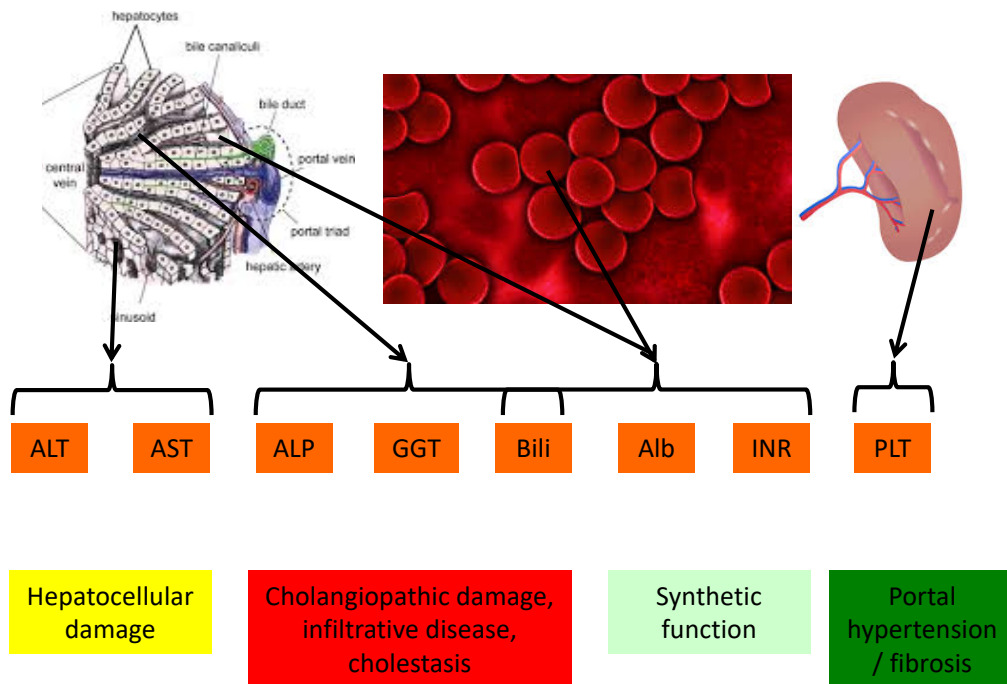 hepatocytes
bile canaliculi
bile duct
portal vein
central
vein
portal triad
hepatic artery
sinusoid
ALT
AST
ALP
GGT
Bili
Alb
INR
PLT
Hepatocellular
damage
Cholangiopathic damage,
infiltrative disease,
cholestasis
Synthetic
function
Portal
hypertension
/ fibrosis